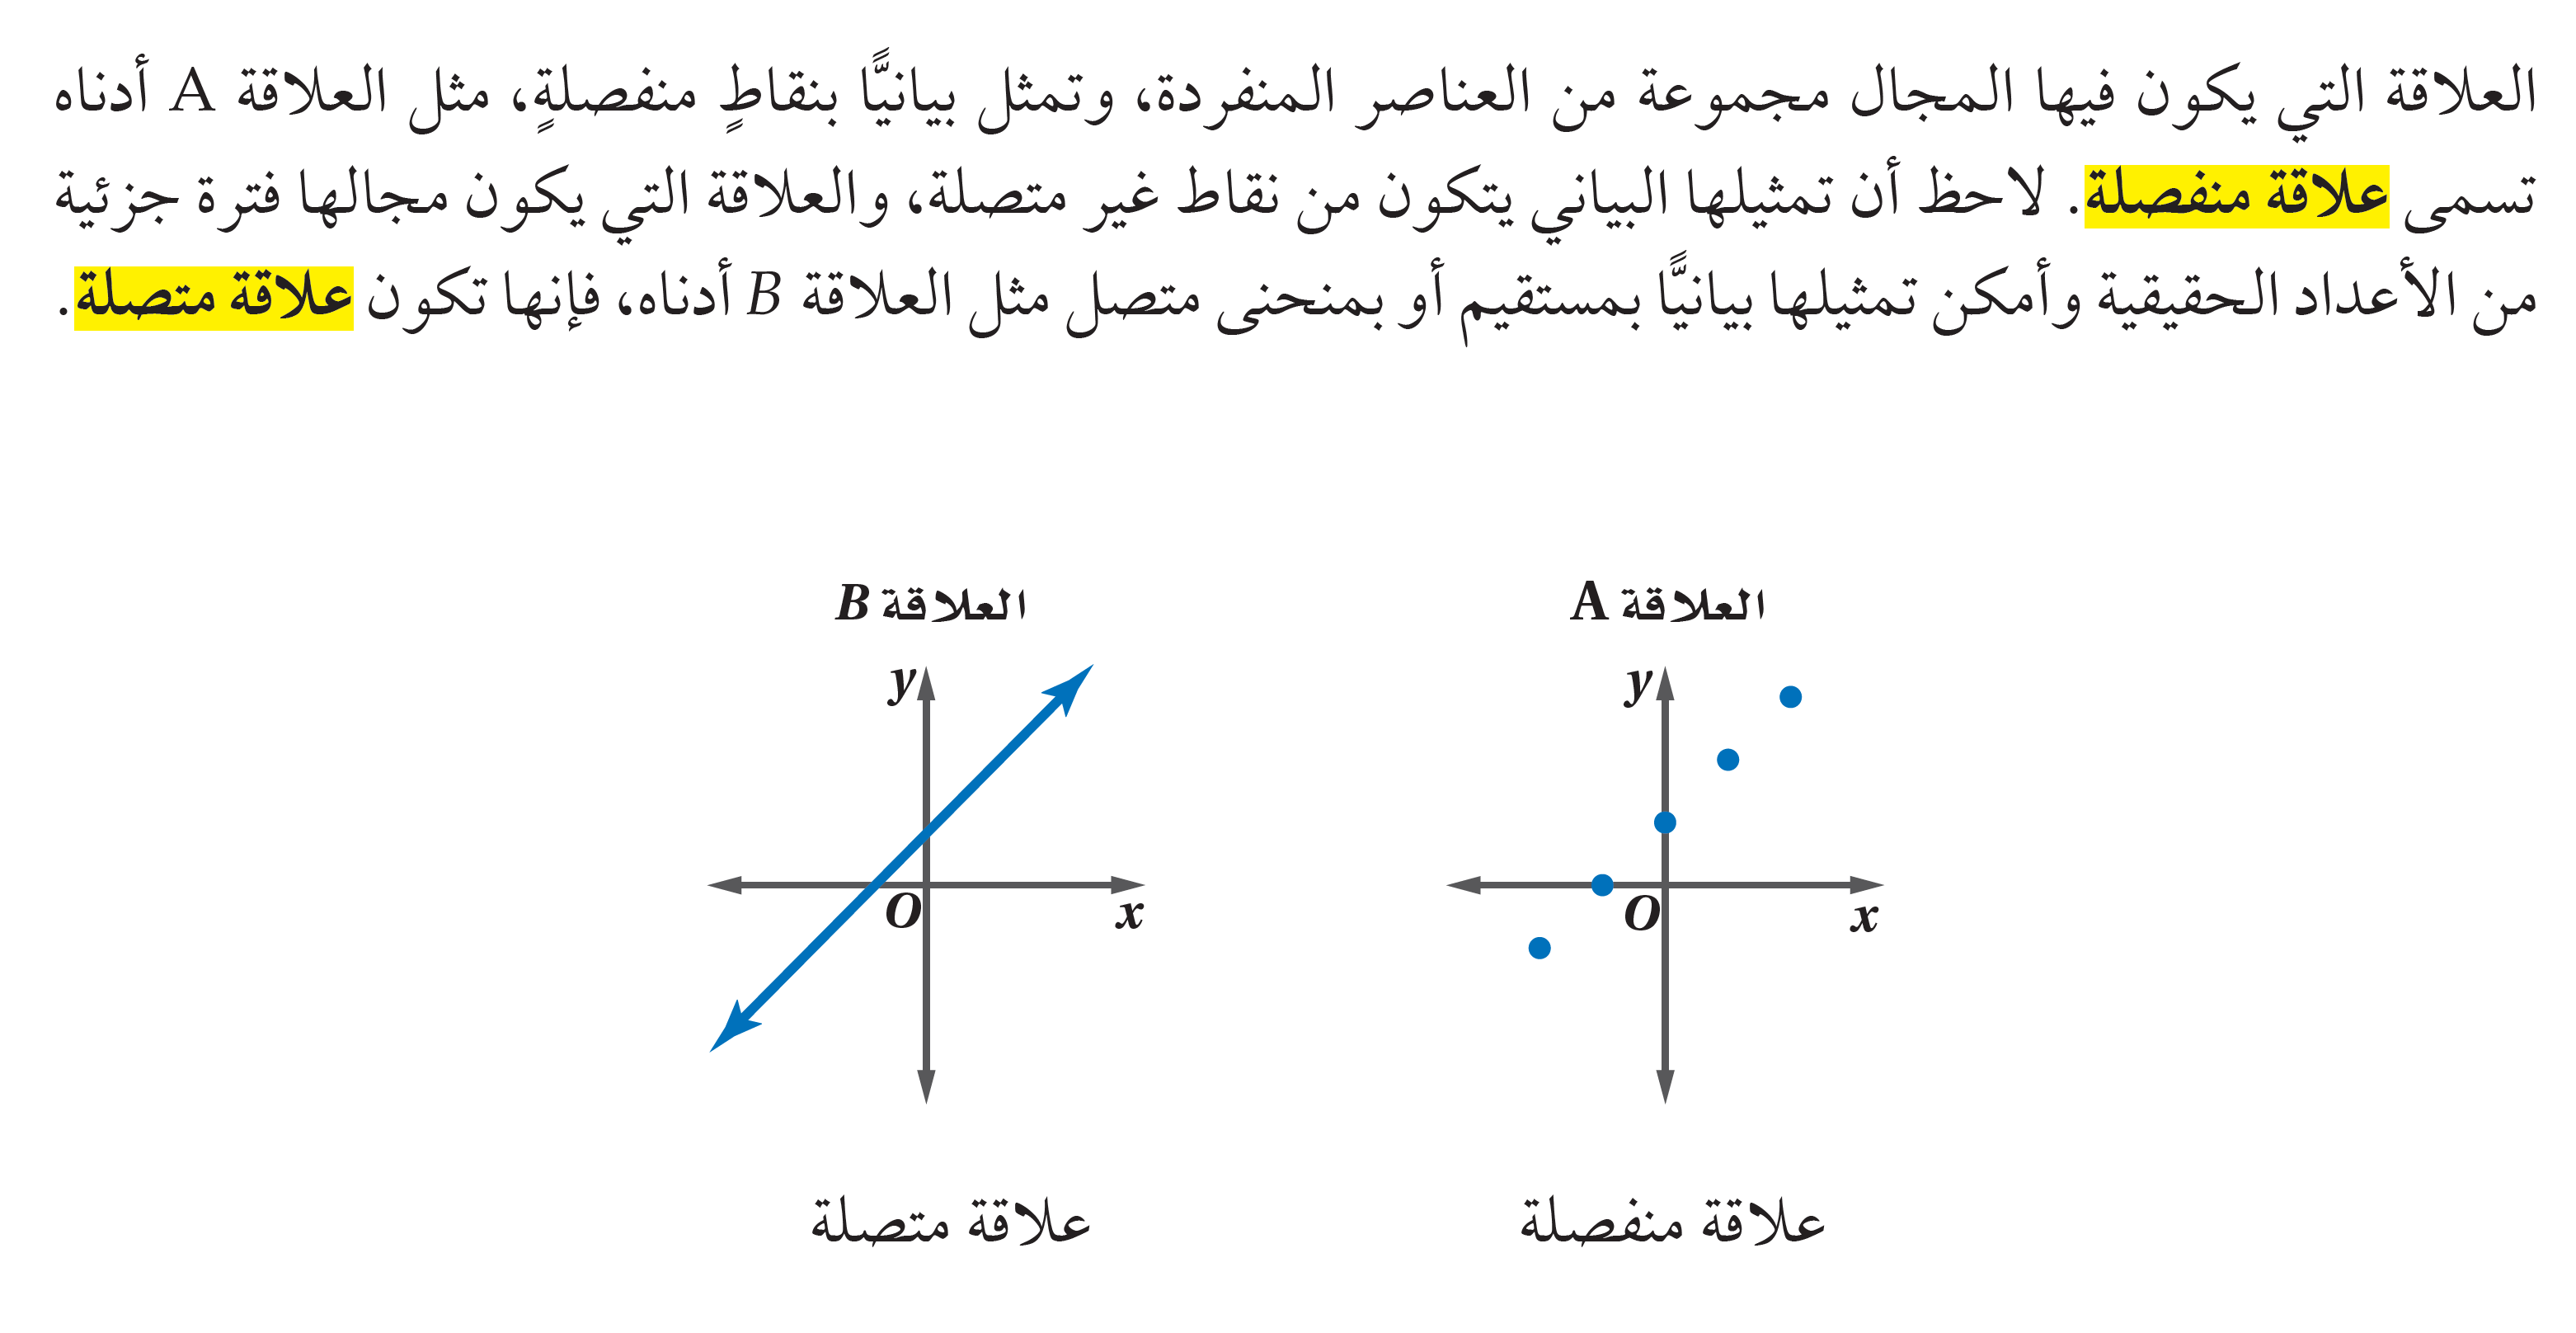 العلاقة التي يكون فيها المجال مجموعة من العناصر المنفردة، وتمثل بيانيًّا بنقاطٍ منفصلةٍ، مثل العلاقة A أدناه
تسمى علاقة منفصلة. لاحظ أن تمثيلها البياني يتكون من نقاط غير متصلة، والعلاقة التي يكون مجالها فترة جزئية
من الأعداد الحقيقية وأمكن تمثيلها بيانيًّا بمستقيم أو بمنحنى متصل مثل العلاقة B أدناه، فإنها تكون علاقة متصلة.
العلاقة A
y
O
x
علاقة منفصلة
العلاقة B
y
O
x
علاقة متصلة